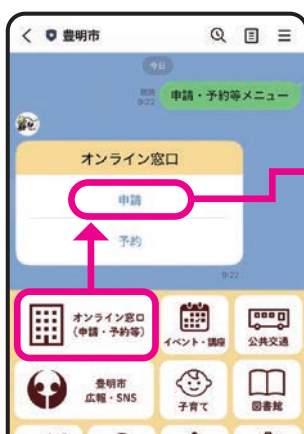 豊明市
今日
既読
9:22
申請・予約等メニュー
オンライン窓口
申請
予約
9:22
オンライン窓口
(申請・予約等)
イベント・講座
公共交通
豊明市
広報・SNS
子育て
図書館